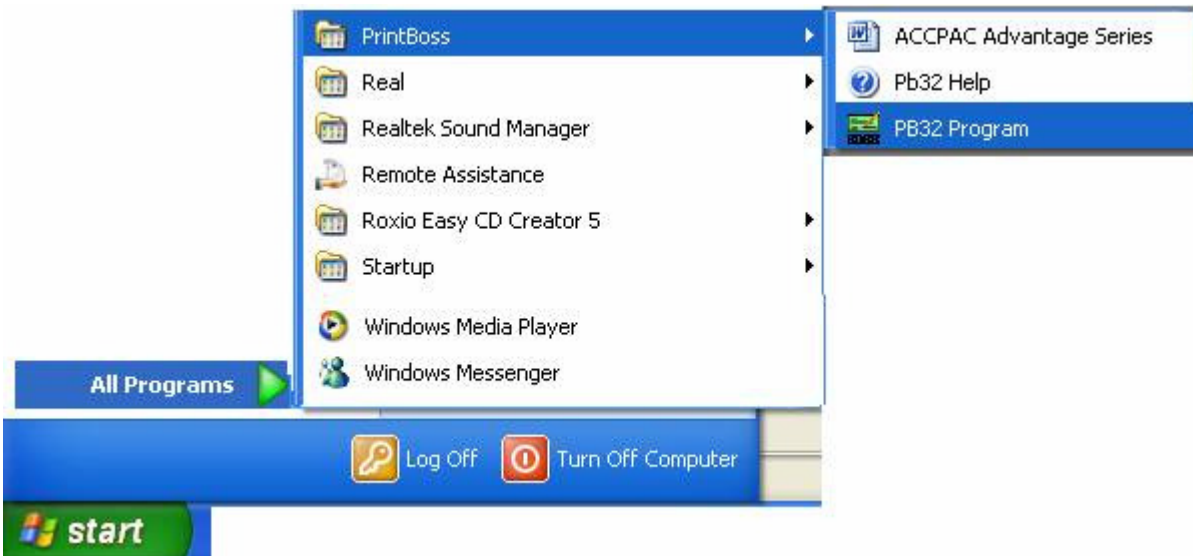 PrintBoss
Real
Realtek Sound Manager
Remote Assistance
Roxio Easy CD Creator 5
Startup
Windows Media Player
Windows Messenger
ACCPAC Advantage Series
Pb32 Help
PB32 Program
All Programs
Log Off
Turn Off Computer
start